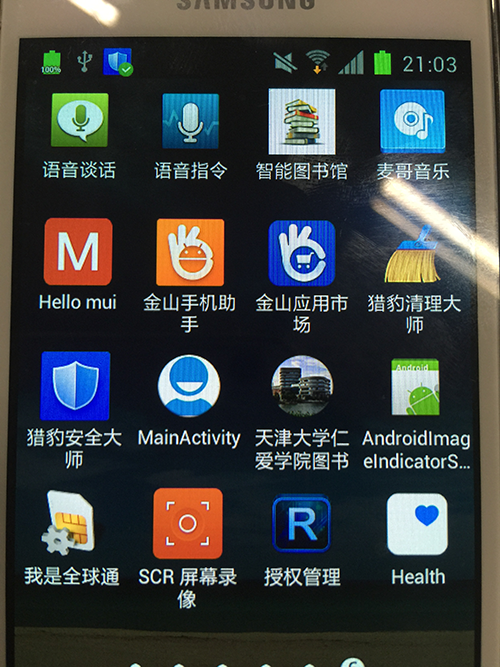 SAMSUNG
100%
21:03
语音谈话
语音指令
智能图书馆
麦哥音乐
M
Hello mui
金山手机助
手
金山应用市
场
猎豹清理大
师
猎豹安全大
师
MainActivity
天津大学仁
爱学院图书
Android
AndroidImag
eIndicatorS...
我是全球通
SCR 屏幕录
像
R
授权管理
Health